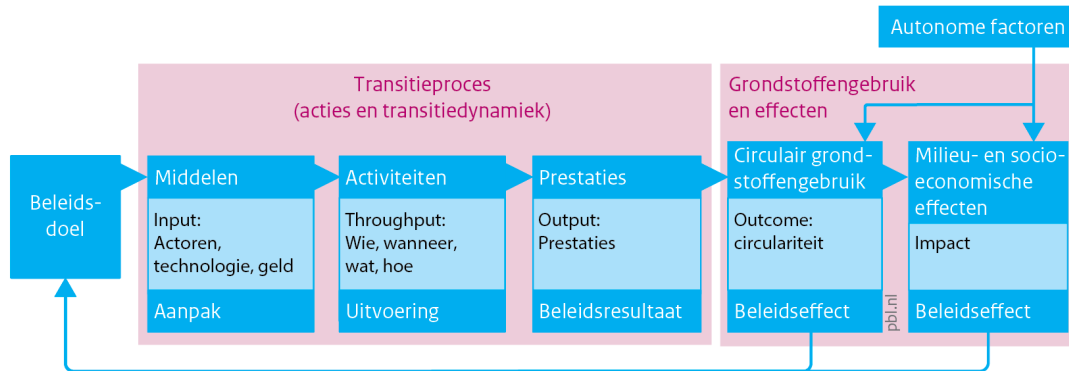 Autonome factoren
Transitieproces
(acties en transitiedynamiek)
Grondstoffengebruik
en effecten
Beleids-
doel
Middelen
Input:
Actoren,
technologie, geld
Aanpak
Activiteiten
Throughput:
Wie, wanneer,
wat, hoe
Uitvoering
Prestaties
Output:
Prestaties
Beleidsresultaat
Circulair grond-
stoffengebruik
Outcome:
circulariteit
Beleidseffect
Milieu- en socio-
economische
effecten
Impact
Beleidseffect
pbl.nl